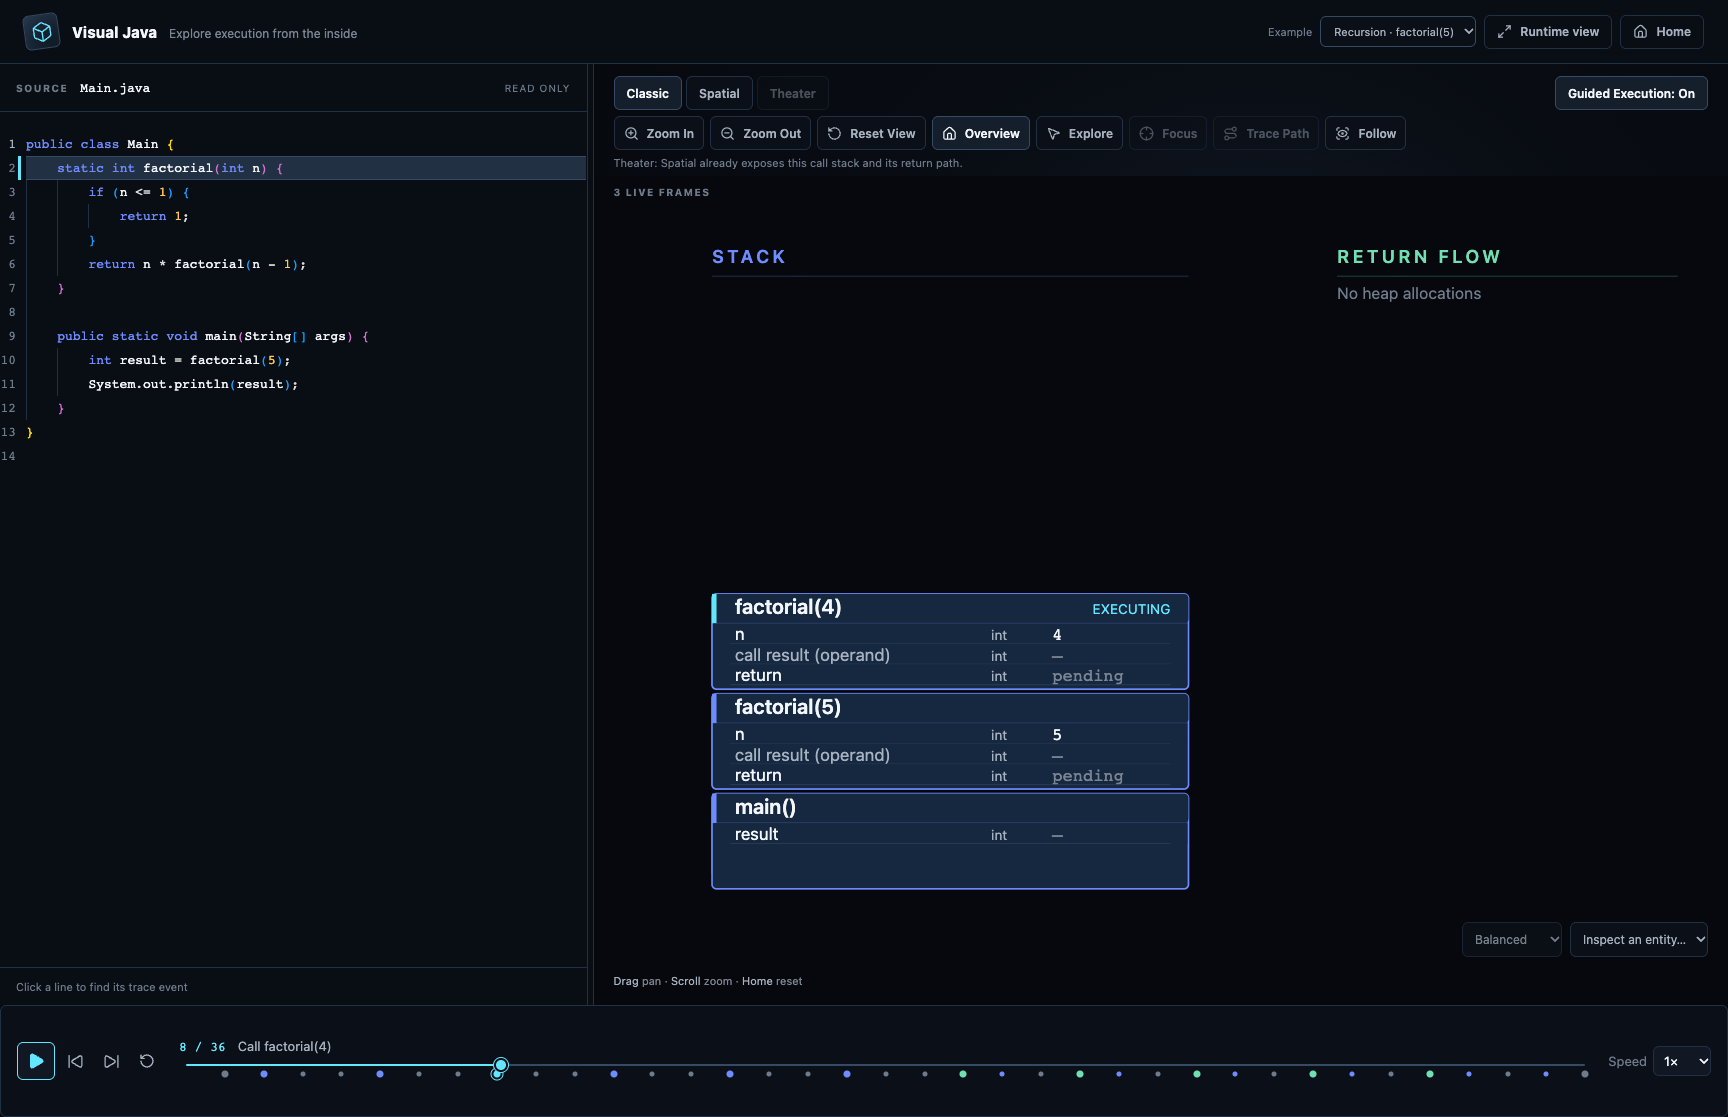 Visual Java Explore execution from the inside
Example Recursion · factorial(5) Runtime view Home
SOURCE Main.java READ ONLY
1 public class Main {
2 static int factorial(int n) {
3 if (n <= 1) {
4 return 1;
5 }
6 return n * factorial(n - 1);
7 }
8
9 public static void main(String[] args) {
10 int result = factorial(5);
11 System.out.println(result);
12 }
13 }
14
Click a line to find its trace event
Classic Spatial Theater Guided Execution: On
Zoom In Zoom Out Reset View Overview Explore Focus Trace Path Follow
Theater: Spatial already exposes this call stack and its return path.
3 LIVE FRAMES
STACK
factorial(4) EXECUTING
n int 4
call result (operand) int —
return int pending
factorial(5)
n int 5
call result (operand) int —
return int pending
main()
result int —
RETURN FLOW
No heap allocations
Balanced Inspect an entity...
Drag pan · Scroll zoom · Home reset
8 / 36 Call factorial(4)
Speed 1×